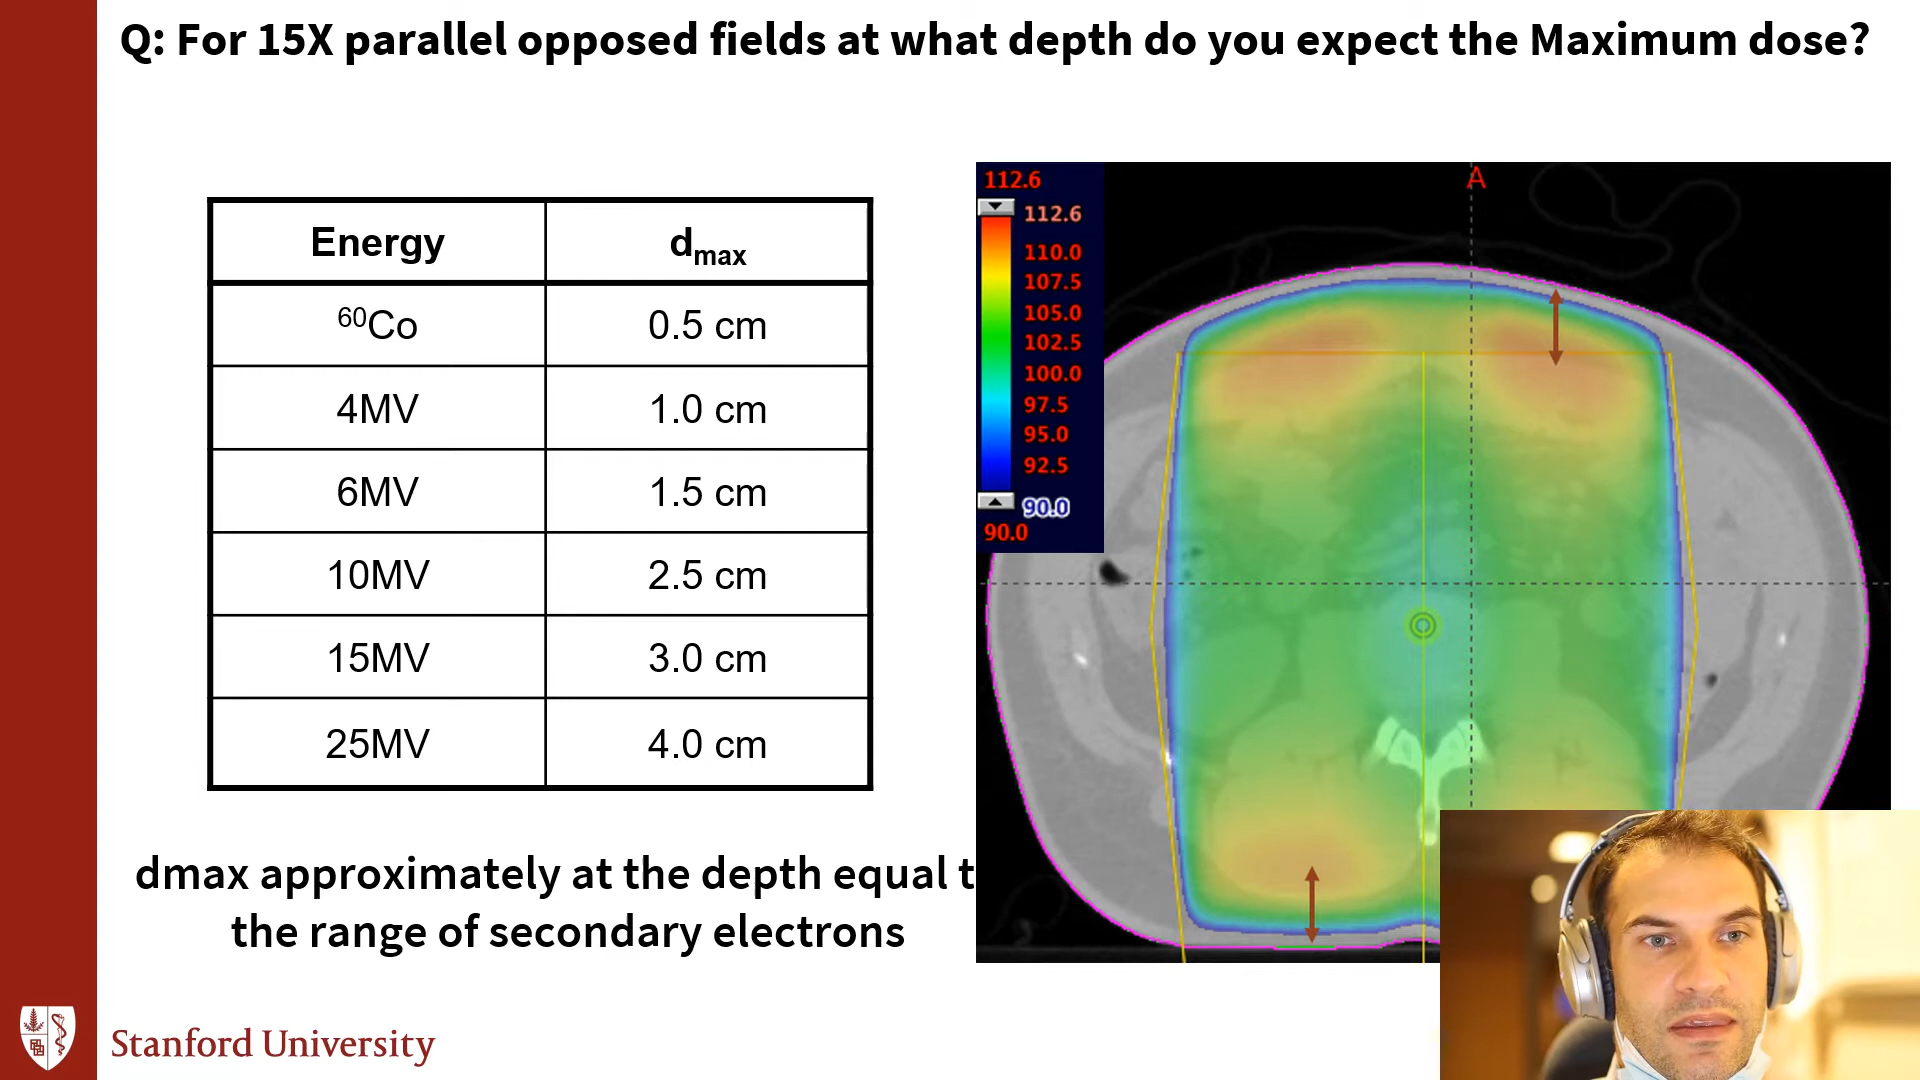 Q: For 15X parallel opposed fields at what depth do you expect the Maximum dose?
Energy dmax
60Co 0.5 cm
4MV 1.0 cm
6MV 1.5 cm
10MV 2.5 cm
15MV 3.0 cm
25MV 4.0 cm
dmax approximately at the depth equal t
the range of secondary electrons
112.6
112.6
110.0
107.5
105.0
102.5
100.0
97.5
95.0
92.5
90.0
90.0
A
Stanford University